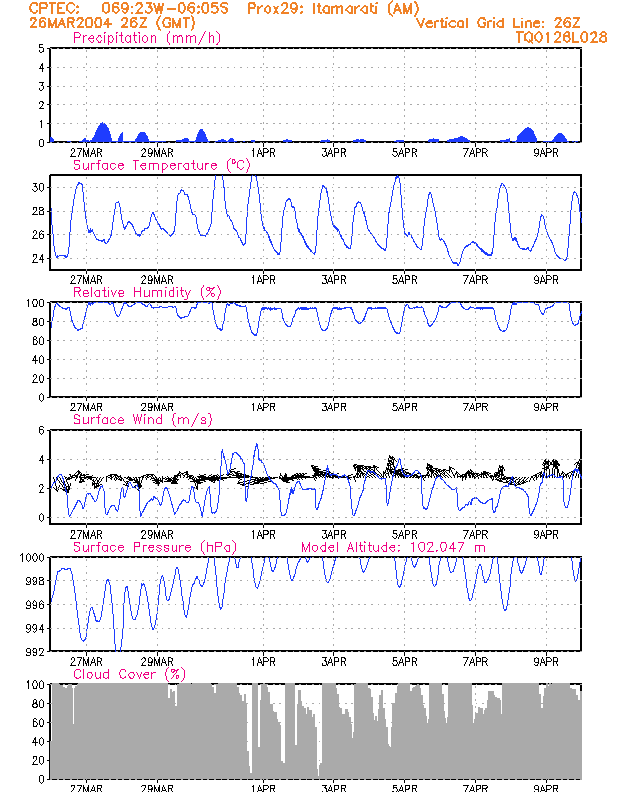 CPTEC: 069:23W-06:05S Prox29: Itamarati (AM)
26MAR2004 26Z (GMT) Vertical Grid Line: 26Z
Precipitation (mm/h) TQ0126L028
5
4
3
2
1
0
27MAR 29MAR 1APR 3APR 5APR 7APR 9APR
Surface Temperature (ºC)
30
28
26
24
27MAR 29MAR 1APR 3APR 5APR 7APR 9APR
Relative Humidity (%)
100
80
60
40
20
0
27MAR 29MAR 1APR 3APR 5APR 7APR 9APR
Surface Wind (m/s)
6
4
2
0
27MAR 29MAR 1APR 3APR 5APR 7APR 9APR
Surface Pressure (hPa) Model Altitude: 102.047 m
1000
998
996
994
992
27MAR 29MAR 1APR 3APR 5APR 7APR 9APR
Cloud Cover (%)
100
80
60
40
20
0
27MAR 29MAR 1APR 3APR 5APR 7APR 9APR